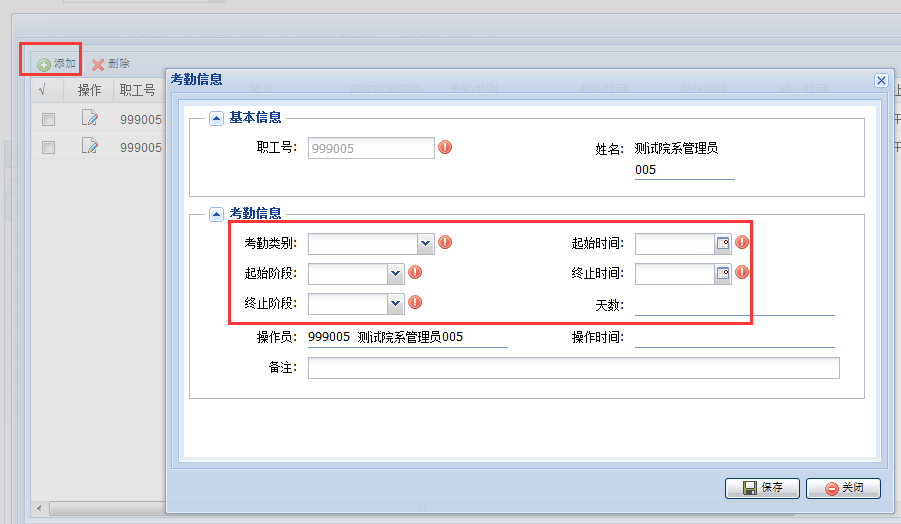 添加 删除
√ 操作 职工号
999005
999005
考勤信息
基本信息
职工号: 999005 姓名: 测试院系管理员
005
考勤信息
考勤类别: 起始时间:
起始阶段: 终止时间:
终止阶段: 天数:
操作员: 999005 测试院系管理员005 操作时间:
备注:
保存 关闭